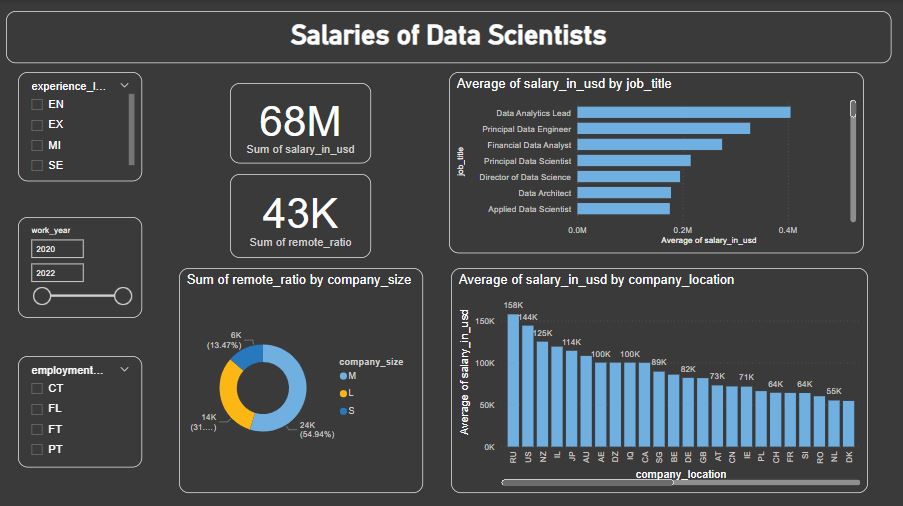 Salaries of Data Scientists
experience_l...
EN
EX
MI
SE
work_year
2020
2022
employment...
CT
FL
FT
PT
68M
Sum of salary_in_usd
43K
Sum of remote_ratio
Average of salary_in_usd by job_title
job_title
Data Analytics Lead
Principal Data Engineer
Financial Data Analyst
Principal Data Scientist
Director of Data Science
Data Architect
Applied Data Scientist
0.0M 0.2M 0.4M
Average of salary_in_usd
Sum of remote_ratio by company_size
6K
(13.47%)
14K
(31....)
24K
(54.94%)
company_size
M
L
S
Average of salary_in_usd by company_location
Average of salary_in_usd
150K
100K
50K
0K
158K 144K 125K 119K 114K 100K 100K 89K 82K 73K 71K 64K 64K 55K
RU US NZ IL JP AU AE DZ IQ CA SG BE DE GB AT CN IE PL CH FR SI RO NL DK
company_location